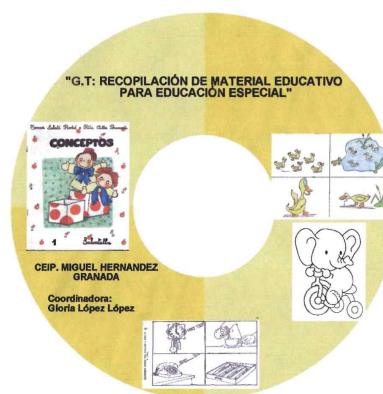 "G.T: RECOPILACIÓN DE MATERIAL EDUCATIVO
PARA EDUCACIÓN ESPECIAL"
CONCEPTOS
1
CEIP. MIGUEL HERNANDEZ
GRANADA
Coordinadora:
Gloria López López